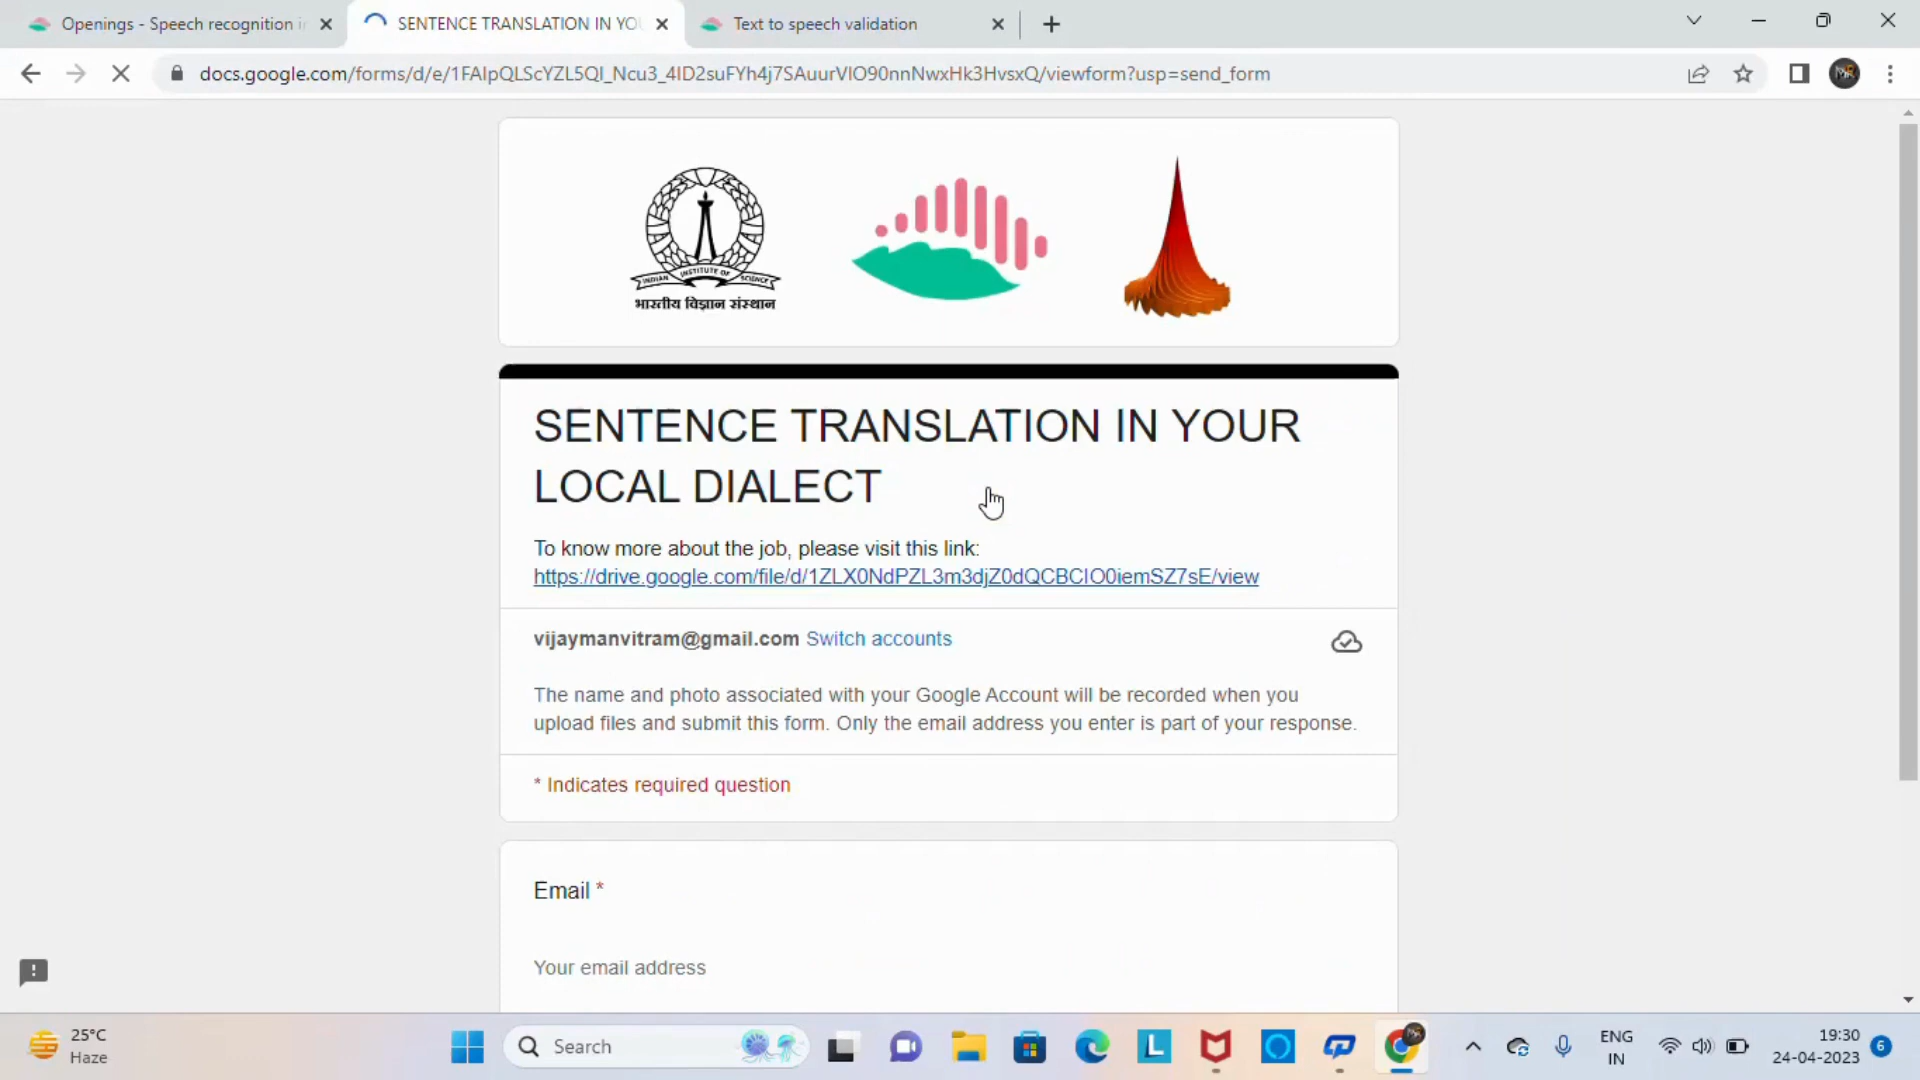 Openings - Speech recognition i
SENTENCE TRANSLATION IN YO
Text to speech validation
docs.google.com/forms/d/e/1FAIpQLScYZL5QI_Ncu3_4ID2suFYh4j7SAuurVIO90nnNwxHk3HvsxQ/viewform?usp=send_form
INDIAN INSTITUTE OF SCIENCE
भारतीय विज्ञान संस्थान
SENTENCE TRANSLATION IN YOUR
LOCAL DIALECT
To know more about the job, please visit this link:
https://drive.google.com/file/d/1ZLX0NdPZL3m3djZ0dQCBCIO0iemSZ7sE/view
vijaymanvitram@gmail.com Switch accounts
The name and photo associated with your Google Account will be recorded when you
upload files and submit this form. Only the email address you enter is part of your response.
* Indicates required question
Email *
Your email address
25°C
Haze
Search
ENG
IN
19:30
24-04-2023
6